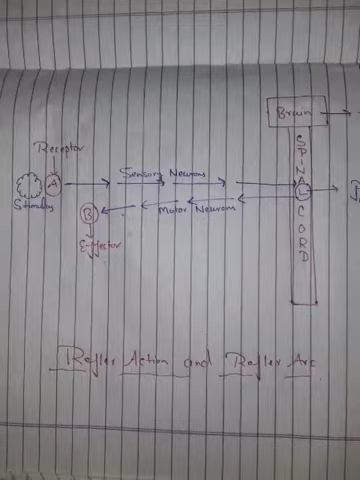 Brain
Receptor
A
Stimulus
Sensory Neurons
SPINAL CORD
B
Motor Neurons
Effector
Reflex Action and Reflex Arc